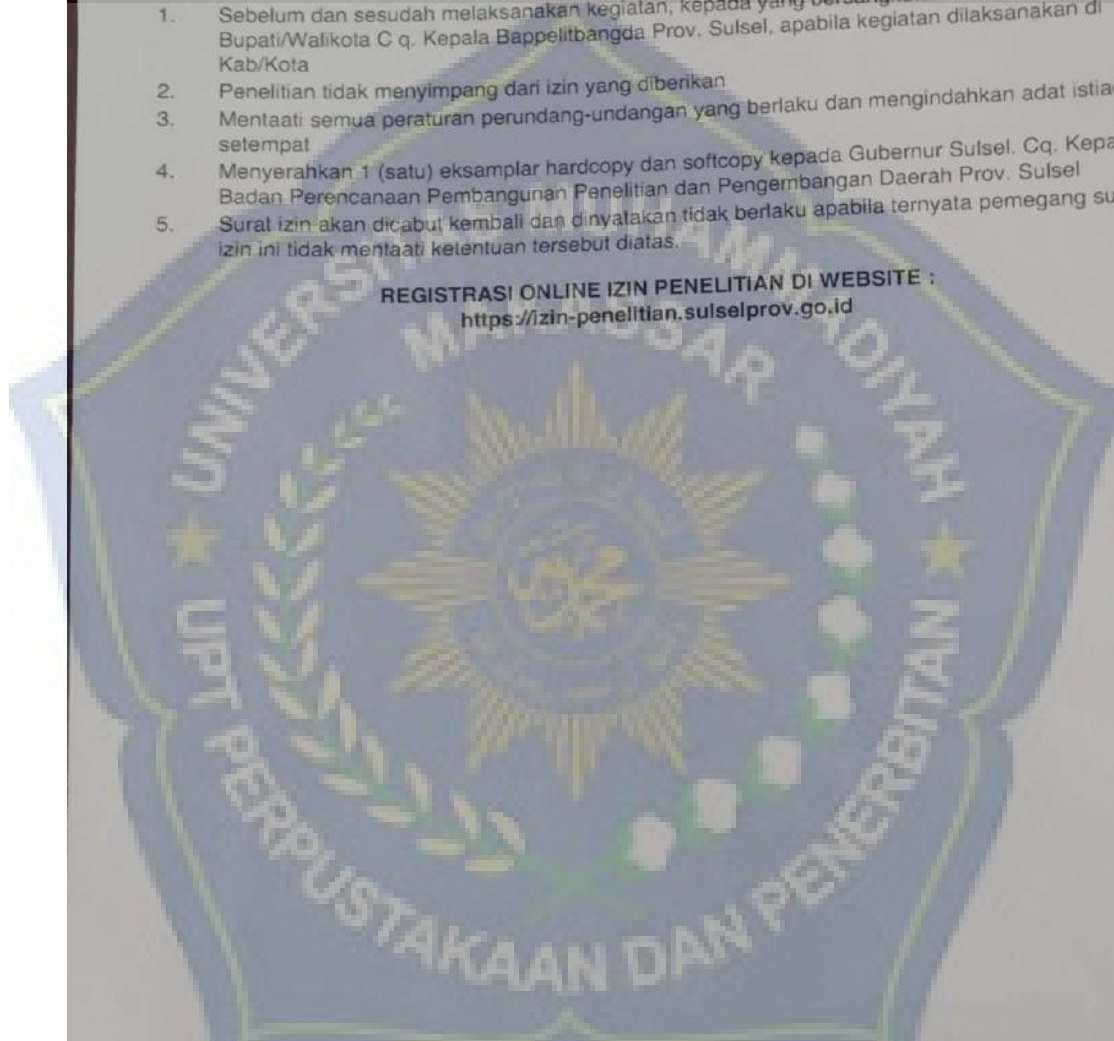 1. Sebelum dan sesudah melaksanakan kegiatan, kepada yang
Bupati/Walikota C q. Kepala Bappelitbangda Prov. Sulsel, apabila kegiatan dilaksanakan di
Kab/Kota
2. Penelitian tidak menyimpang dari izin yang diberikan
3. Mentaati semua peraturan perundang-undangan yang berlaku dan mengindahkan adat istia
setempat
4. Menyerahkan 1 (satu) eksamplar hardcopy dan softcopy kepada Gubernur Sulsel. Cq. Kepa
Badan Perencanaan Pembangunan Penelitian dan Pengembangan Daerah Prov. Sulsel
5. Surat izin akan dicabut kembali dan dinyatakan tidak berlaku apabila ternyata pemegang su
izin ini tidak mentaati ketentuan tersebut diatas.
REGISTRASI ONLINE IZIN PENELITIAN DI WEBSITE :
https://izin-penelitian.sulselprov.go.id
UNIVERSITAS MUHAMMADIYAH
MAKASSAR
UPT PERPUSTAKAAN DAN PENERBITAN